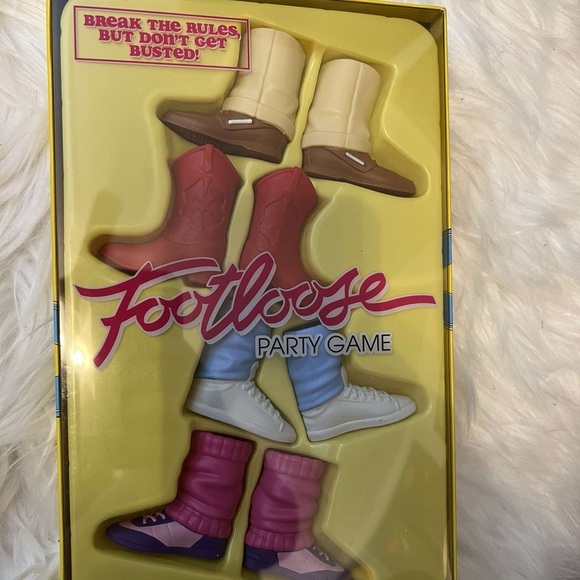 BREAK THE RULES,
BUT DON'T GET
BUSTED!
Footloose
PARTY GAME